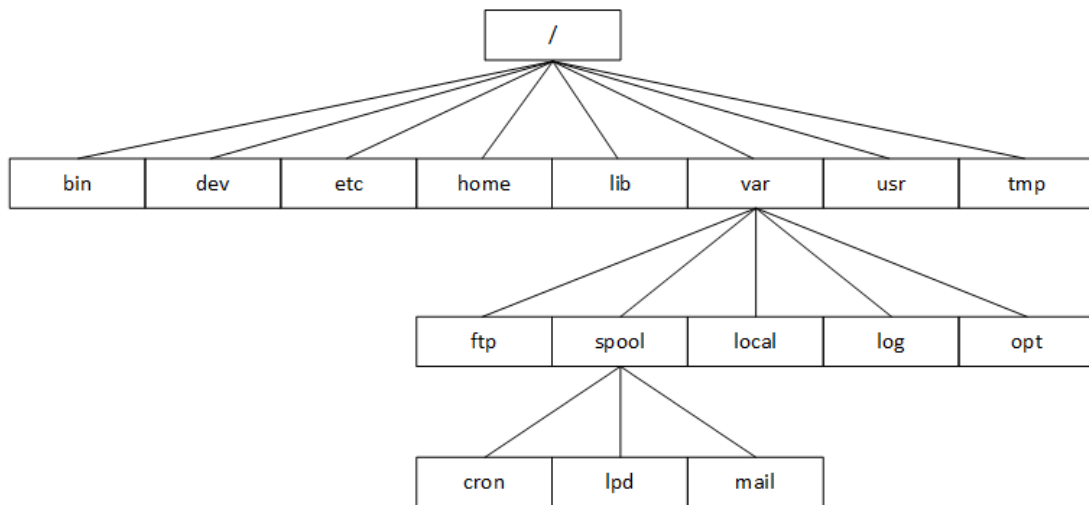 /
bin dev etc home lib var usr tmp
ftp spool local log opt
cron lpd mail